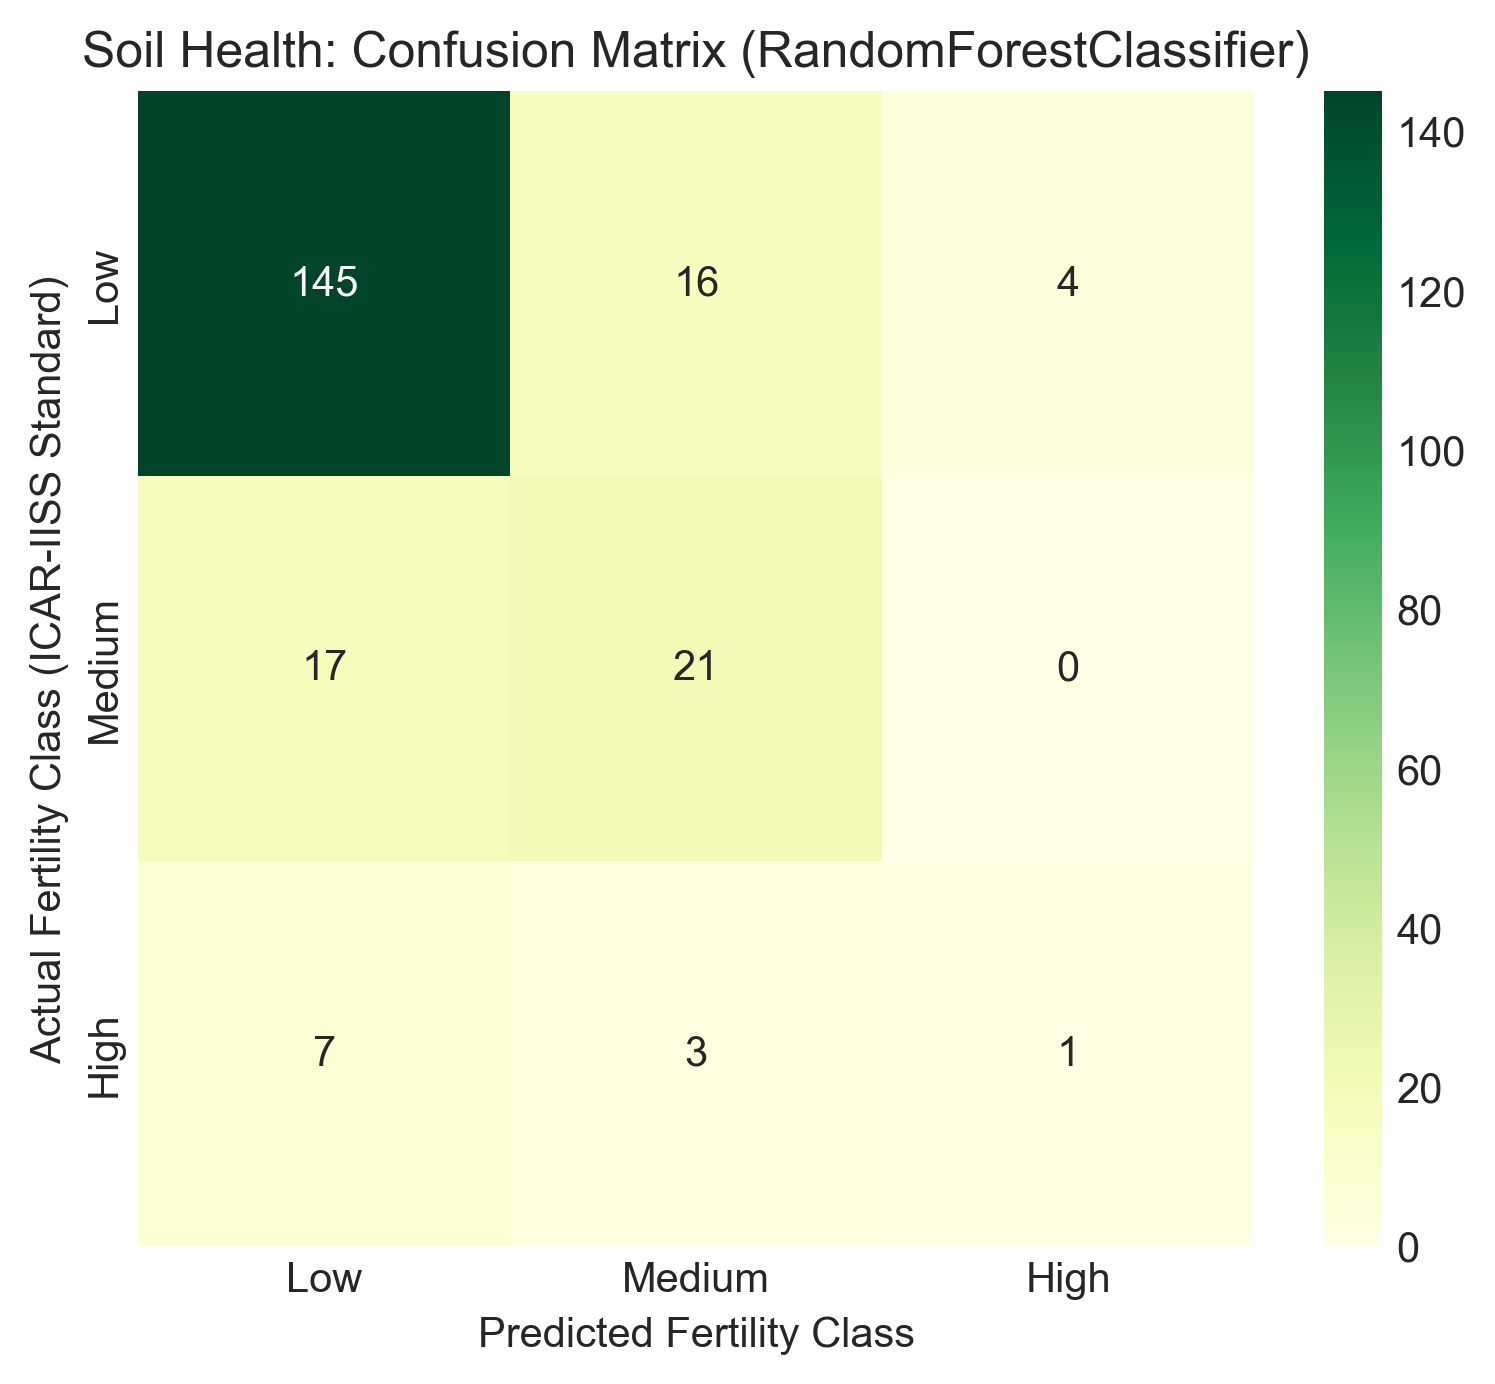 Soil Health: Confusion Matrix (RandomForestClassifier)
Actual Fertility Class (ICAR-IISS Standard)
Low
145
16
4
Medium
17
21
0
High
7
3
1
Low
Medium
High
Predicted Fertility Class
140
120
100
80
60
40
20
0